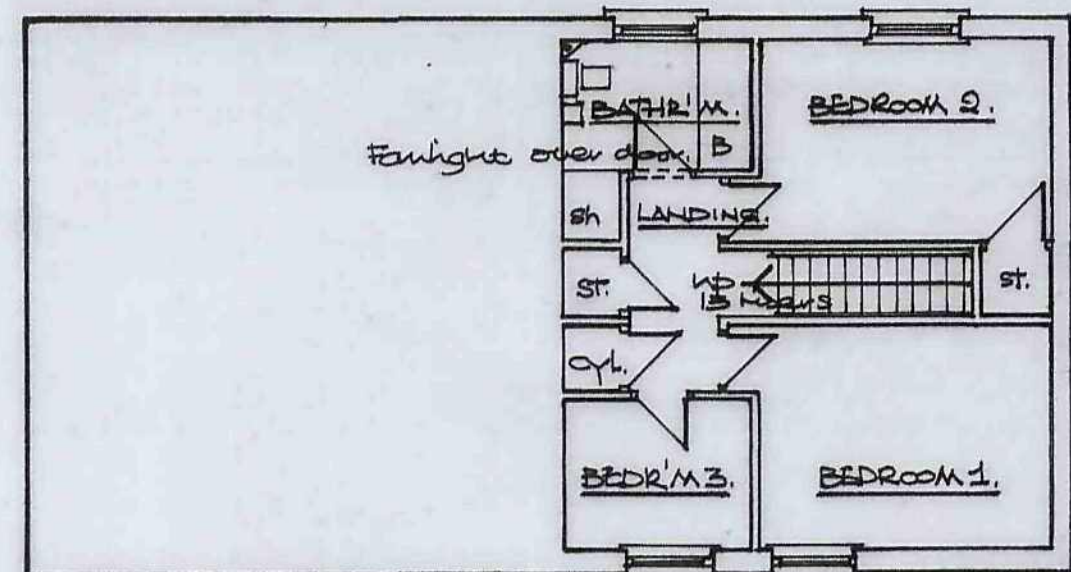 BATHR'M.
BEDROOM 2.
Fanlight over door.
B
Sh
LANDING.
ST.
UP
13 risers
ST.
Cyl.
BEDR'M 3.
BEDROOM 1.